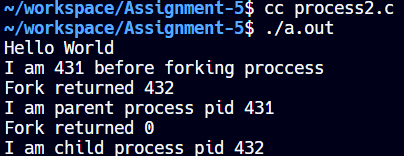 ~/workspace/Assignment-5$ cc process2.c
~/workspace/Assignment-5$ ./a.out
Hello World
I am 431 before forking proccess
Fork returned 432
I am parent process pid 431
Fork returned 0
I am child process pid 432